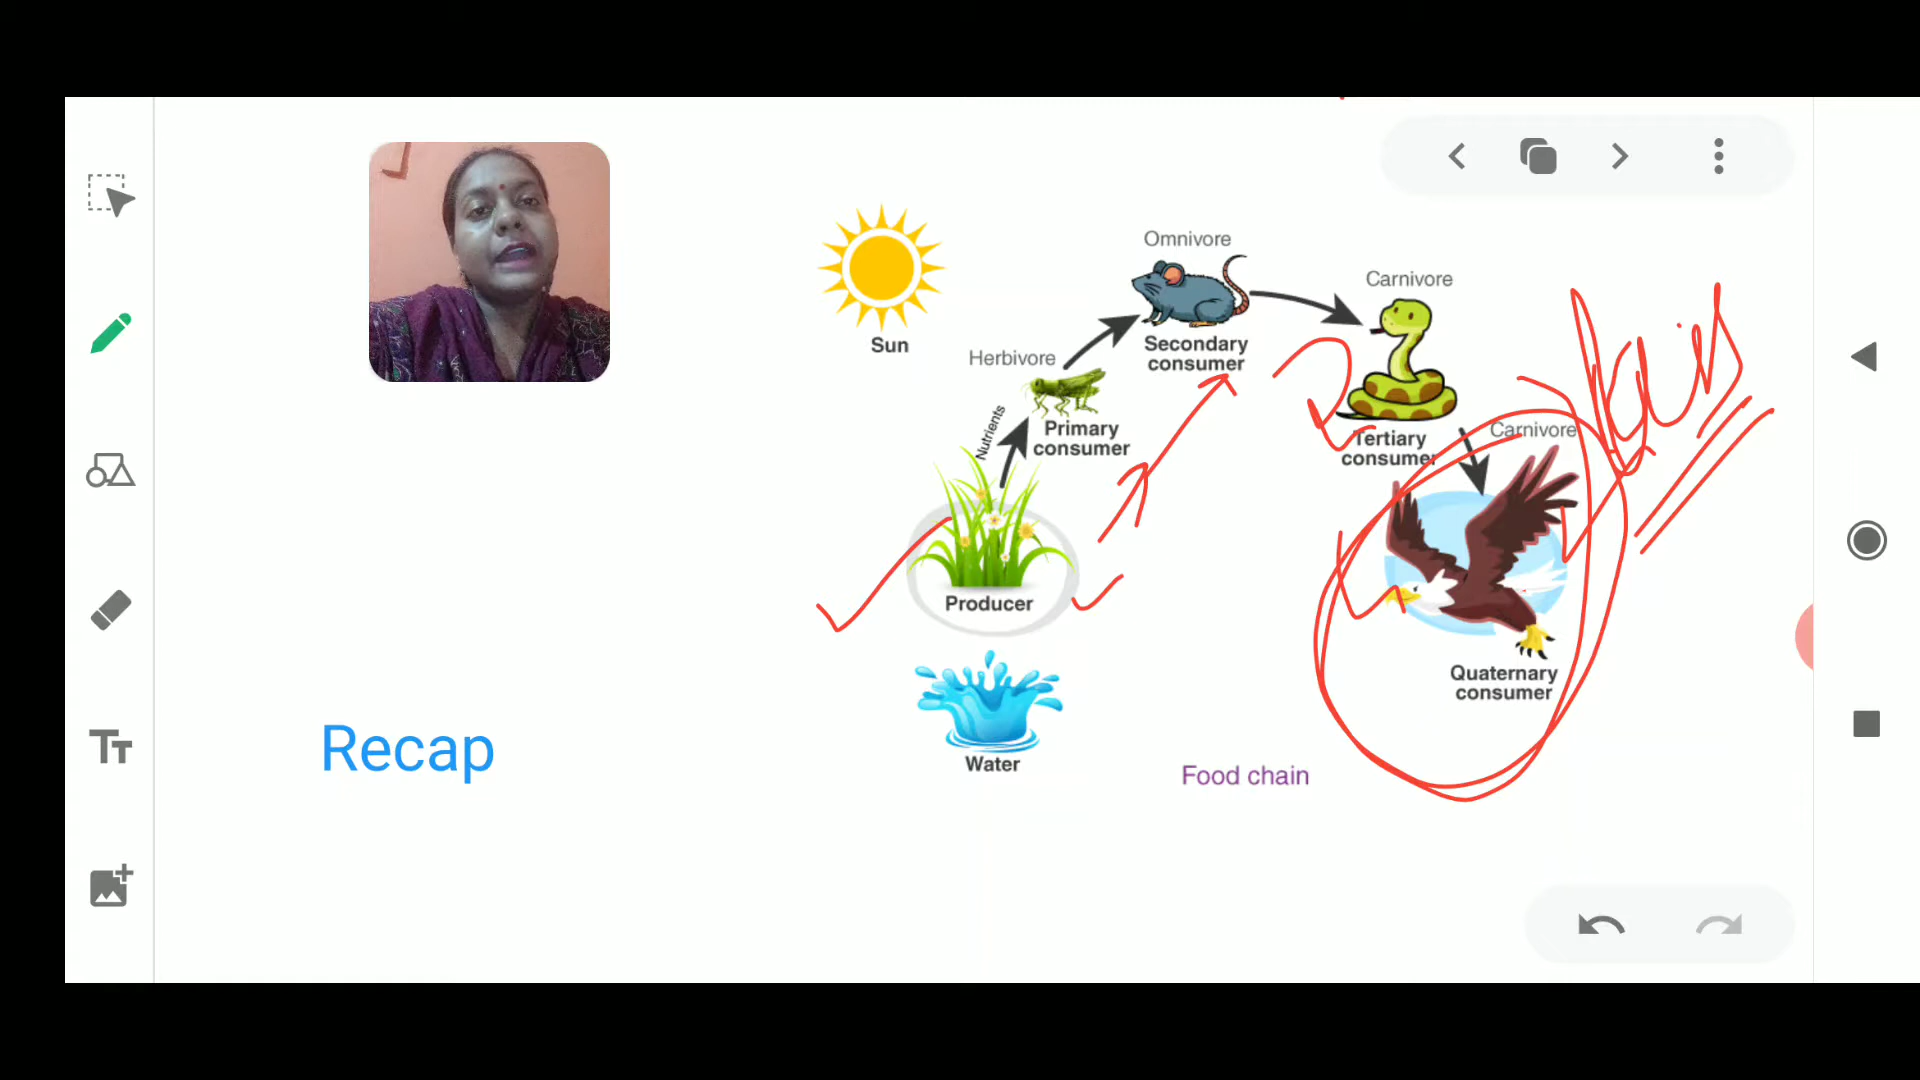 Omnivore
Carnivore
Sun
Secondary
consumer
Herbivore
Nutrients
Primary
consumer
Tertiary
consumer
Carnivore
Producer
Quaternary
consumer
Recap
Water
Food chain